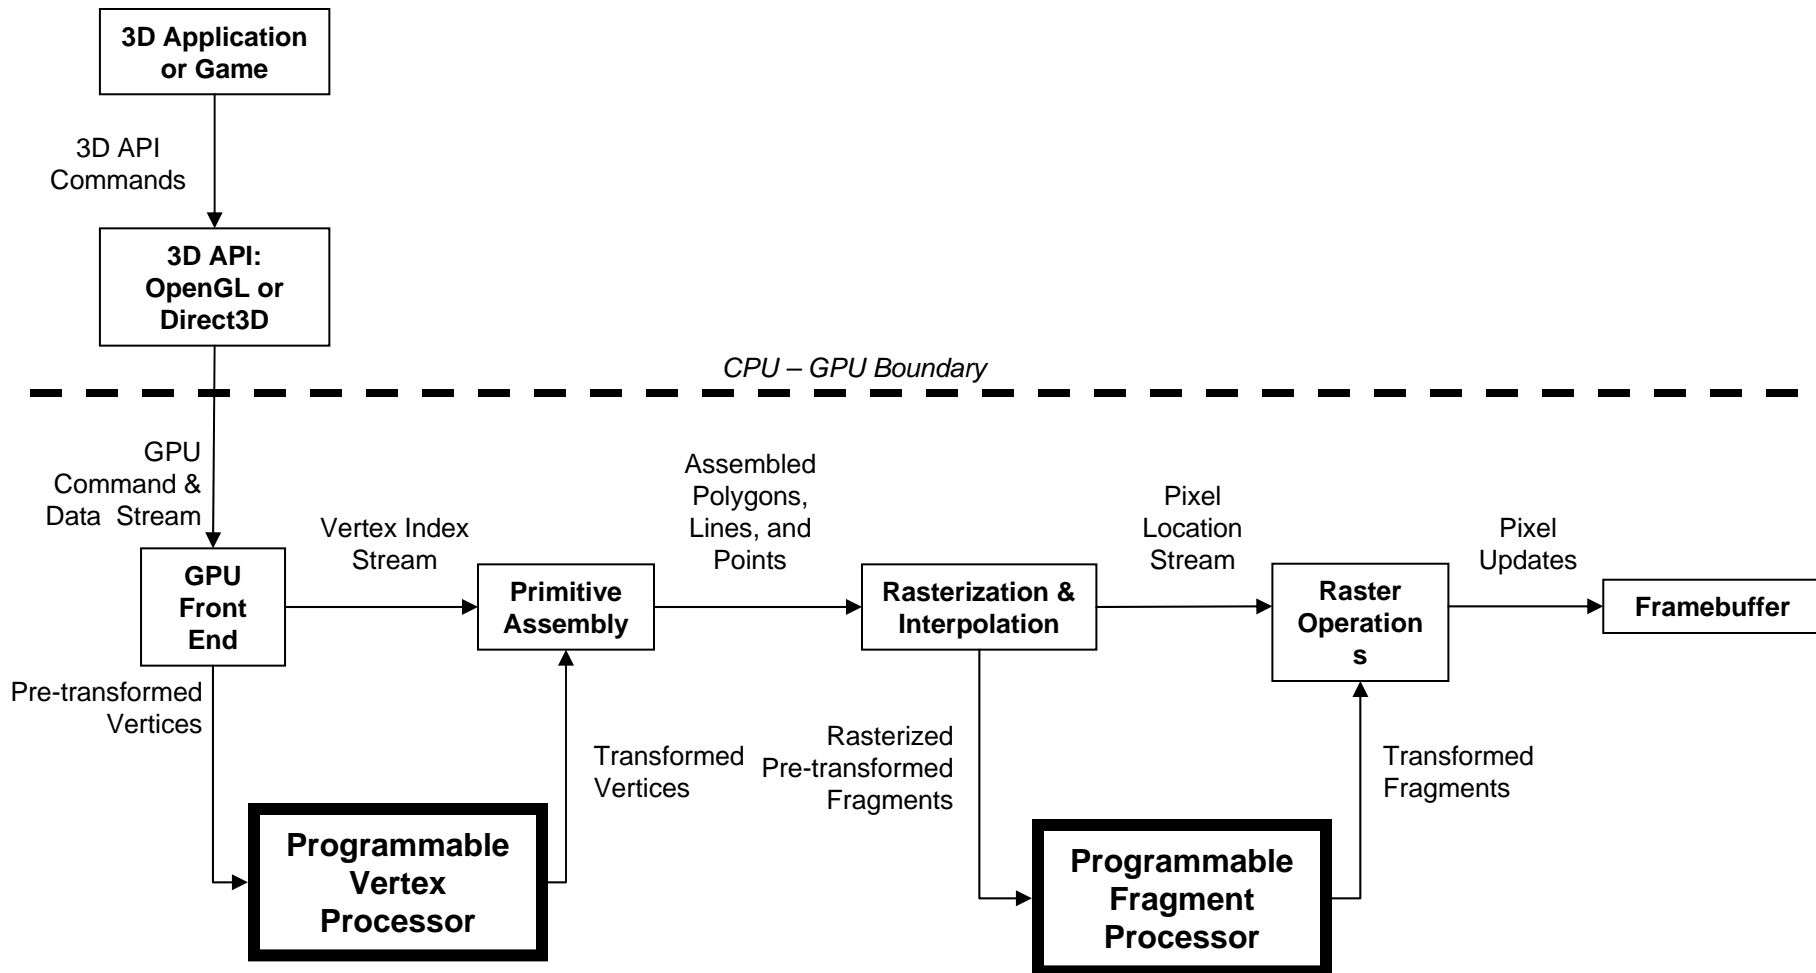 3D Application
or Game
3D API
Commands
3D API:
OpenGL or
Direct3D
CPU – GPU Boundary
GPU
Command &
Data Stream
Vertex Index
Stream
Assembled
Polygons,
Lines, and
Points
Pixel
Location
Stream
Pixel
Updates
GPU
Front
End
Primitive
Assembly
Rasterization &
Interpolation
Raster
Operation
s
Framebuffer
Pre-transformed
Vertices
Transformed
Vertices
Rasterized
Pre-transformed
Fragments
Transformed
Fragments
Programmable
Vertex
Processor
Programmable
Fragment
Processor